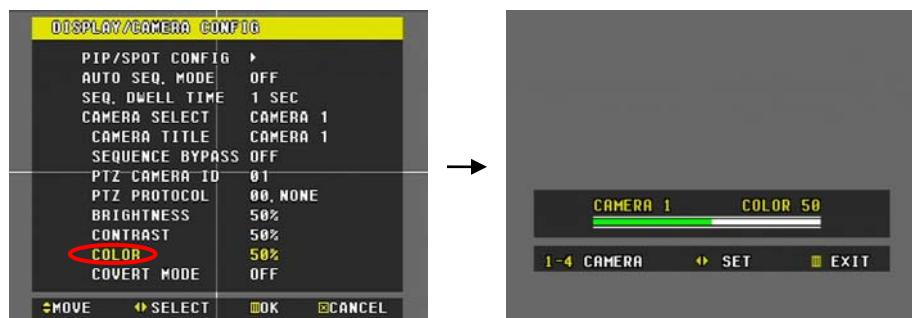 DISPLAY/CAMERA CONFIG
PIP/SPOT CONFIG
AUTO SEQ. MODE OFF
SEQ. DWELL TIME 1 SEC
CAMERA SELECT CAMERA 1
CAMERA TITLE CAMERA 1
SEQUENCE BYPASS OFF
PTZ CAMERA ID 01
PTZ PROTOCOL 00. NONE
BRIGHTNESS 50%
CONTRAST 50%
COLOR 50%
COVERT MODE OFF
MOVE SELECT OK CANCEL
CAMERA 1 COLOR 50
1-4 CAMERA SET EXIT